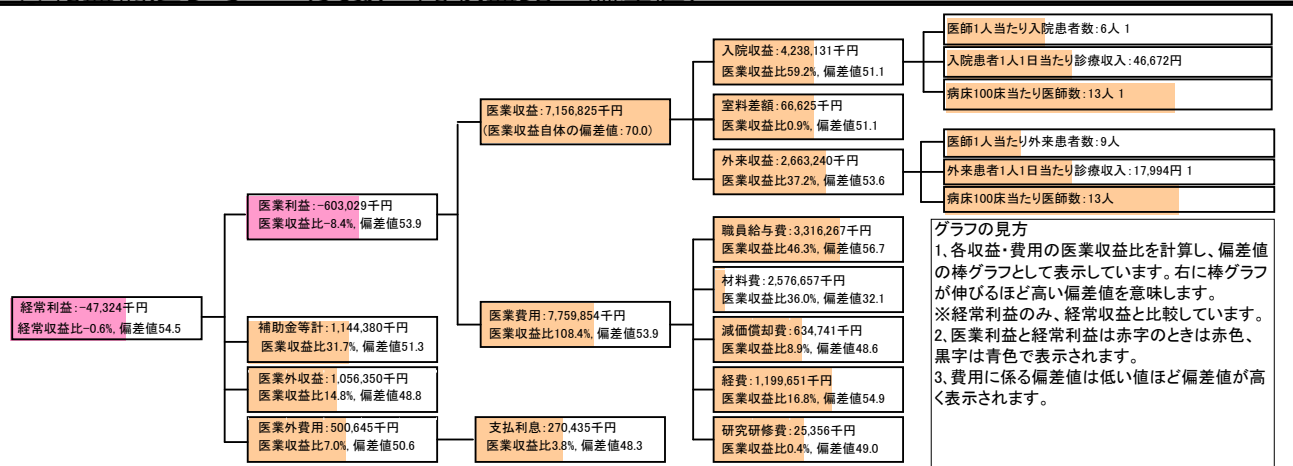 経常利益:-47,324千円
経常収益比-0.6%, 偏差値54.5
医業利益:-603,029千円
医業収益比-8.4%, 偏差値53.9
補助金等計:1,144,380千円
医業収益比31.7%, 偏差値51.3
医業外収益:1,056,350千円
医業収益比14.8%, 偏差値48.8
医業外費用:500,645千円
医業収益比7.0%, 偏差値50.6
医業収益:7,156,825千円
(医業収益自体の偏差値:70.0)
医業費用:7,759,854千円
医業収益比108.4%, 偏差値53.9
支払利息:270,435千円
医業収益比3.8%, 偏差値48.3
入院収益:4,238,131千円
医業収益比59.2%, 偏差値51.1
室料差額:66,625千円
医業収益比0.9%, 偏差値51.1
外来収益:2,663,240千円
医業収益比37.2%, 偏差値53.6
職員給与費:3,316,267千円
医業収益比46.3%, 偏差値56.7
材料費:2,576,657千円
医業収益比36.0%, 偏差値32.1
減価償却費:634,741千円
医業収益比8.9%, 偏差値48.6
経費:1,199,651千円
医業収益比16.8%, 偏差値54.9
研究研修費:25,356千円
医業収益比0.4%, 偏差値49.0
医師1人当たり入院患者数:6人 1
入院患者1人1日当たり診療収入:46,672円
病床100床当たり医師数:13人 1
医師1人当たり外来患者数:9人
外来患者1人1日当たり診療収入:17,994円 1
病床100床当たり医師数:13人
グラフの見方
1、各収益・費用の医業収益比を計算し、偏差値
の棒グラフとして表示しています。右に棒グラフ
が伸びるほど高い偏差値を意味します。
※経常利益のみ、経常収益と比較しています。
2、医業利益と経常利益は赤字のときは赤色、
黒字は青色で表示されます。
3、費用に係る偏差値は低い値ほど偏差値が高
く表示されます。